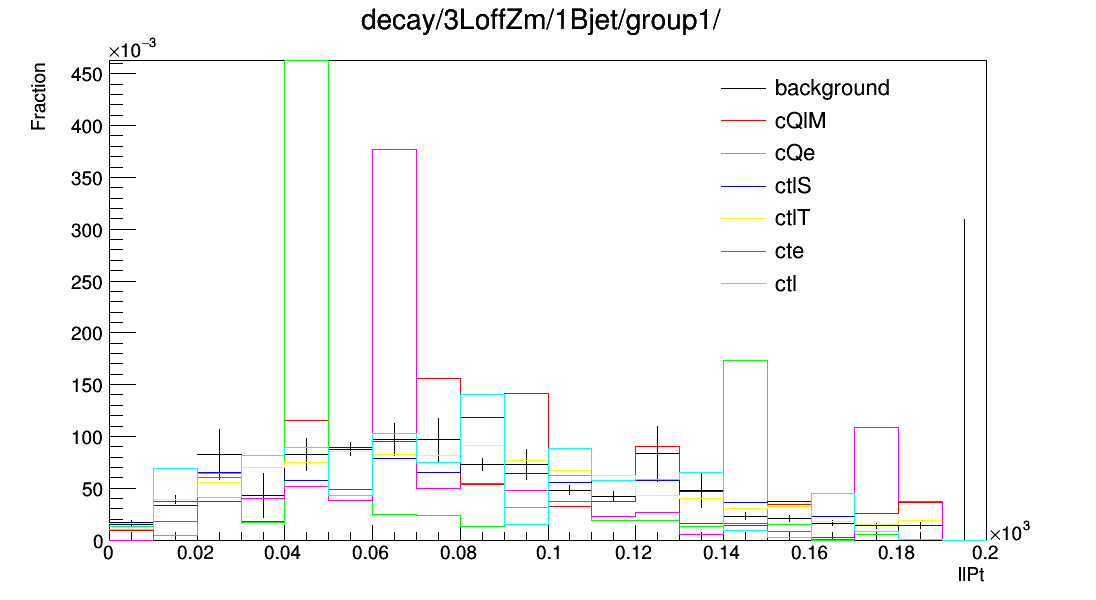 decay/3LoffZm/1Bjet/group1/
×10⁻³
Fraction
450
400
350
300
250
200
150
100
50
0
background
cQlM
cQe
ctlS
ctlT
cte
ctl
0 0.02 0.04 0.06 0.08 0.1 0.12 0.14 0.16 0.18 0.2
×10³
llPt